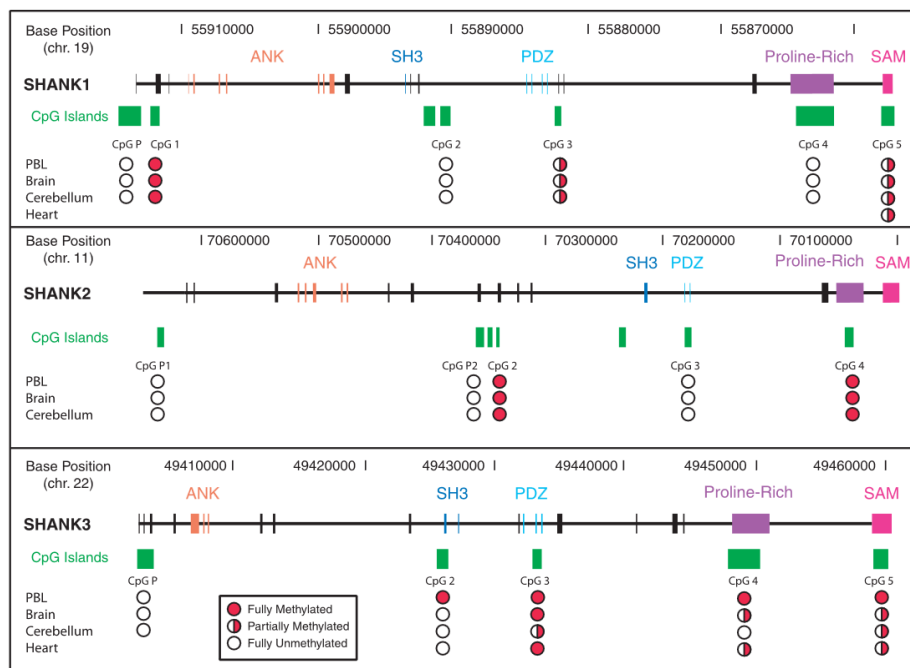 Base Position | 55910000 | 55900000 | 55890000 | 55880000 | 55870000 |
(chr. 19)
ANK SH3 PDZ Proline-Rich SAM
SHANK1
CpG Islands
CpG P CpG 1 CpG 2 CpG 3 CpG 4 CpG 5
PBL
Brain
Cerebellum
Heart
Base Position | 70600000 | 70500000 | 70400000 | 70300000 | 70200000 | 70100000 |
(chr. 11)
ANK SH3 PDZ Proline-Rich SAM
SHANK2
CpG Islands
CpG P1 CpG P2 CpG 2 CpG 3 CpG 4
PBL
Brain
Cerebellum
Base Position 49410000 | 49420000 | 49430000 | 49440000 | 49450000 | 49460000 |
(chr. 22)
ANK SH3 PDZ Proline-Rich SAM
SHANK3
CpG Islands
CpG P CpG 2 CpG 3 CpG 4 CpG 5
PBL
Brain
Cerebellum
Heart
Fully Methylated
Partially Methylated
Fully Unmethylated